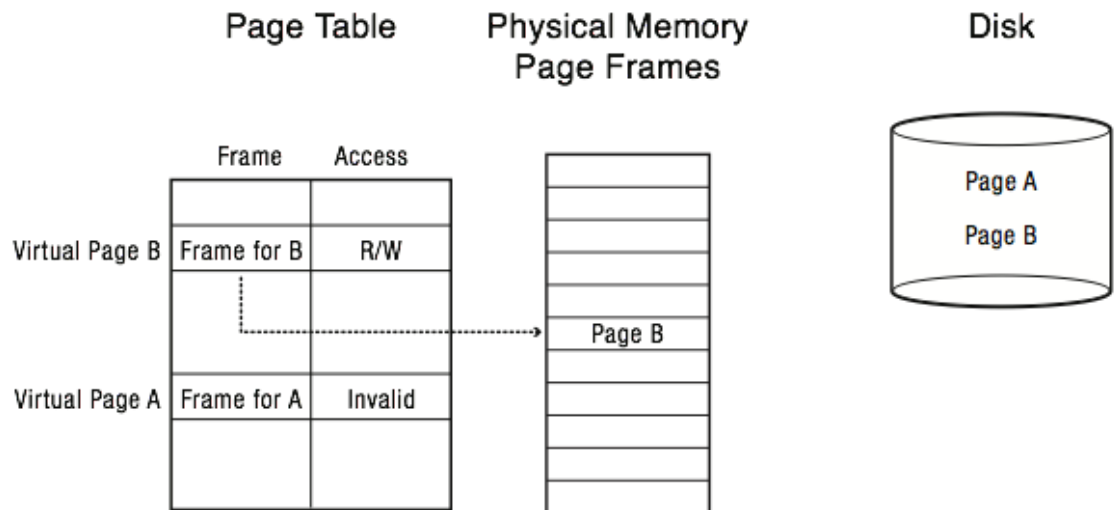 Page Table
Physical Memory
Page Frames
Disk
Frame Access
Page A
Page B
Virtual Page B Frame for B R/W
Page B
Virtual Page A Frame for A Invalid